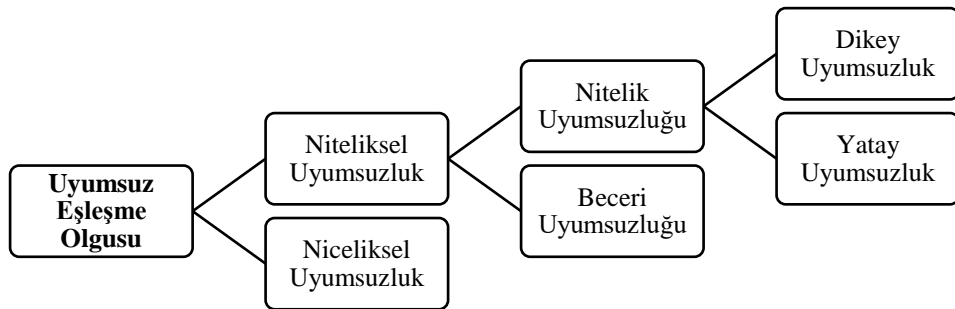 Uyumsuz
Eşleşme
Olgusu
Niteliksel
Uyumsuzluk
Niceliksel
Uyumsuzluk
Nitelik
Uyumsuzluğu
Beceri
Uyumsuzluğu
Dikey
Uyumsuzluk
Yatay
Uyumsuzluk